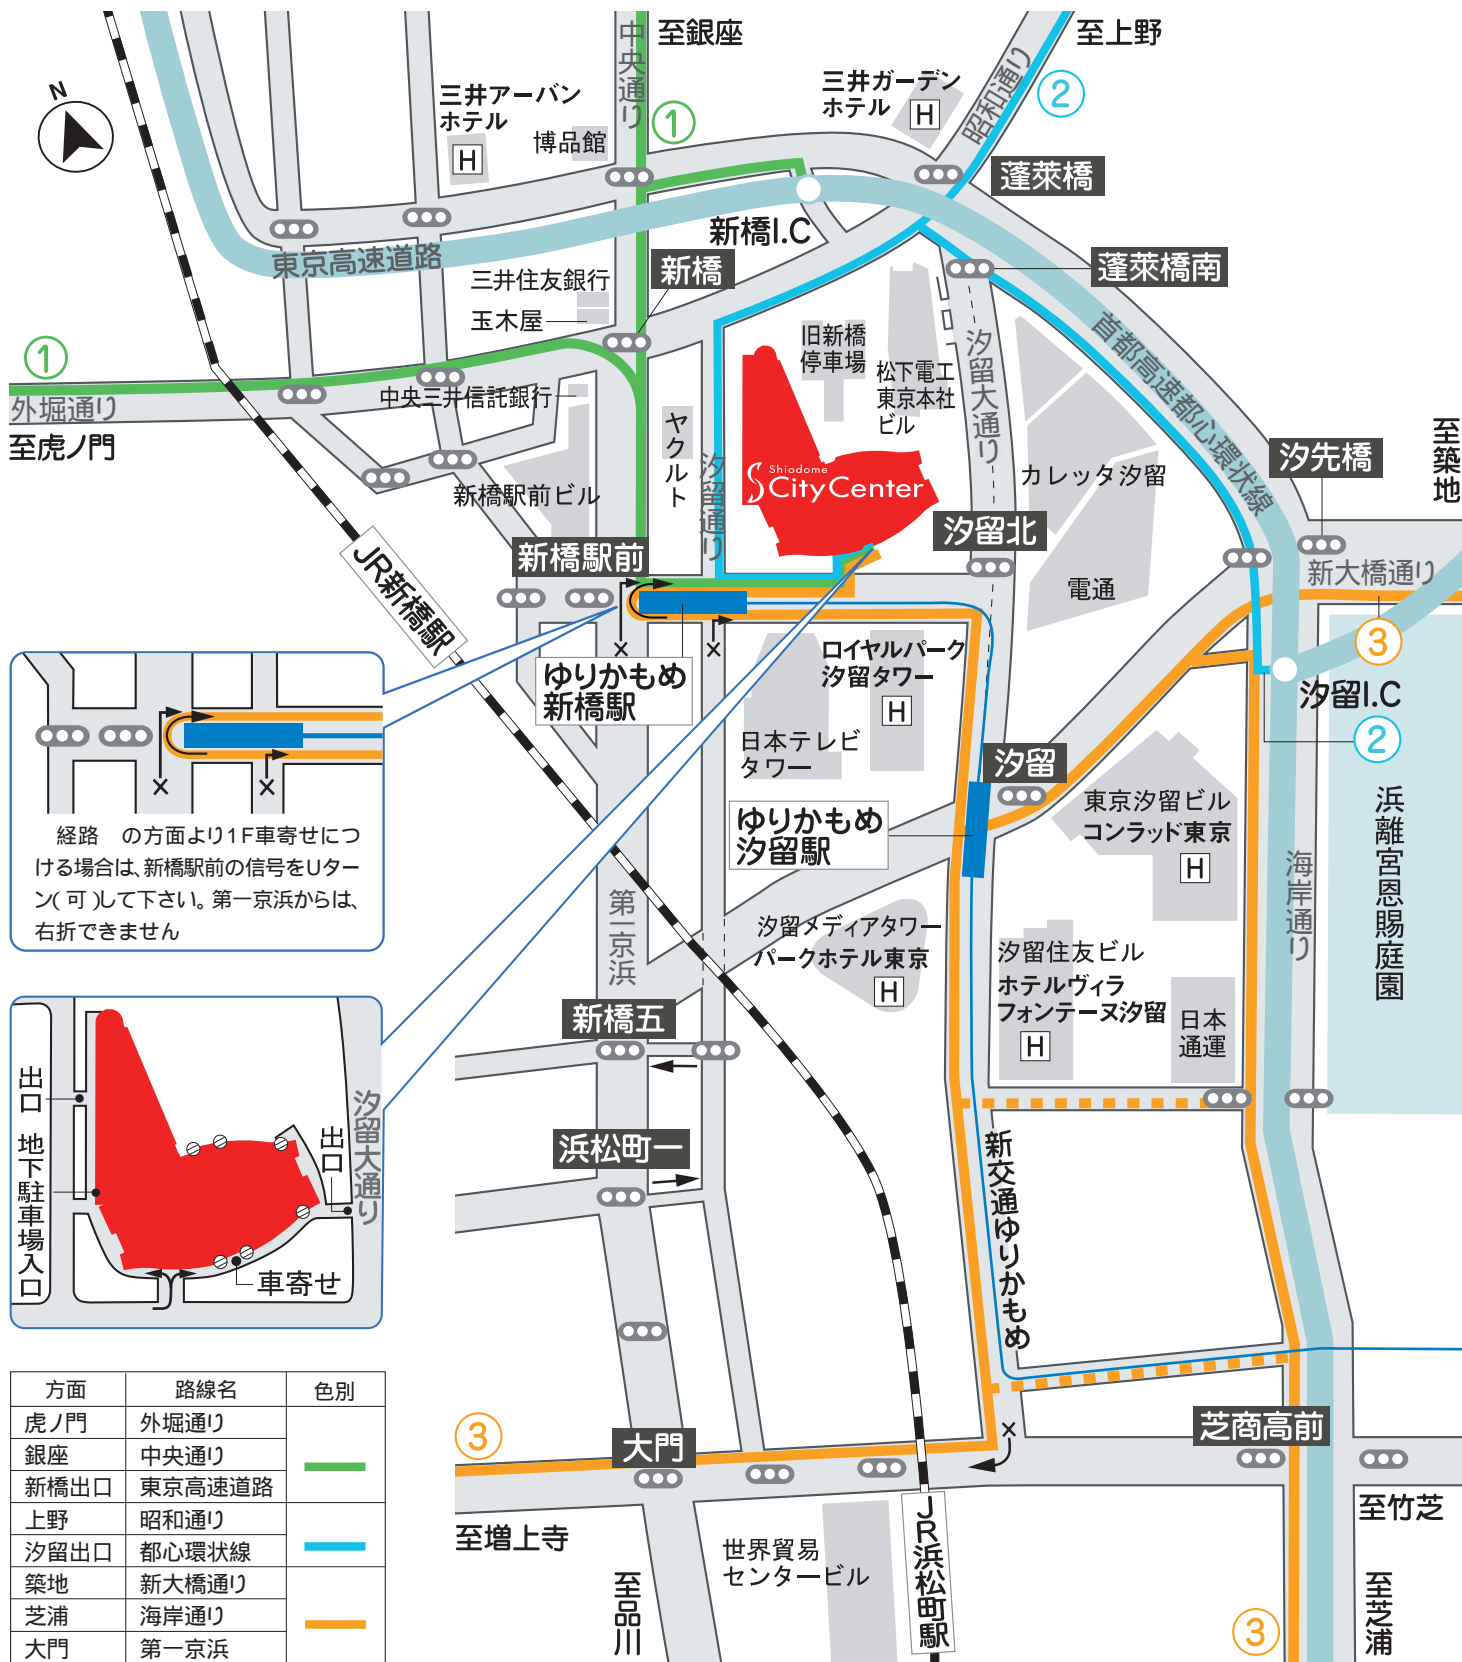 至銀座
至上野
中央通り
昭和通り
②
N
三井アーバン
ホテル
H
博品館
①
三井ガーデン
ホテル
H
蓬萊橋
新橋I.C
東京高速道路
新橋
蓬萊橋南
三井住友銀行
玉木屋
首都高速都心環状線
旧新橋
停車場
松下電工
東京本社
ビル
汐留大通り
①
外堀通り
至虎ノ門
中央三井信託銀行
ヤクルト
汐留通り
Shiodome
City Center
カレッタ汐留
汐先橋
至築地
新橋駅前ビル
汐留北
新橋駅前
JR新橋駅
電通
新大橋通り
③
ゆりかもめ
新橋駅
ロイヤルパーク
汐留タワー
H
汐留I.C
②
日本テレビ
タワー
汐留
ゆりかもめ
汐留駅
東京汐留ビル
コンラッド東京
H
浜離宮恩賜庭園
海岸通り
経路 の方面より1F車寄せにつ
ける場合は、新橋駅前の信号をUター
ン(可)して下さい。第一京浜からは、
右折できません
第一京浜
汐留メディアタワー
パークホテル東京
H
汐留住友ビル
ホテルヴィラ
フォンテーヌ汐留
H
日本
通運
新橋五
出口
地下駐車場入口
出口
汐留大通り
車寄せ
浜松町一
新交通ゆりかもめ
方面 路線名 色別
虎ノ門 外堀通り
銀座 中央通り
新橋出口 東京高速道路
上野 昭和通り
汐留出口 都心環状線
築地 新大橋通り
芝浦 海岸通り
大門 第一京浜
③
大門
芝商高前
至増上寺
至竹芝
世界貿易
センタービル
JR浜松町駅
至品川
③
至芝浦